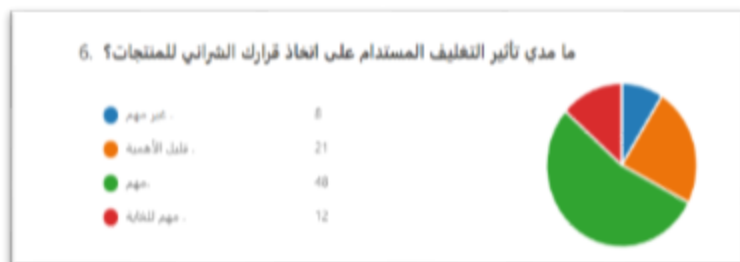 6. ما مدى تأثير التغليف المستدام على اتخاذ قرارك الشرائي للمنتجات؟
غير مهم. 8
قليل الأهمية. 21
مهم. 48
مهم للغاية. 12